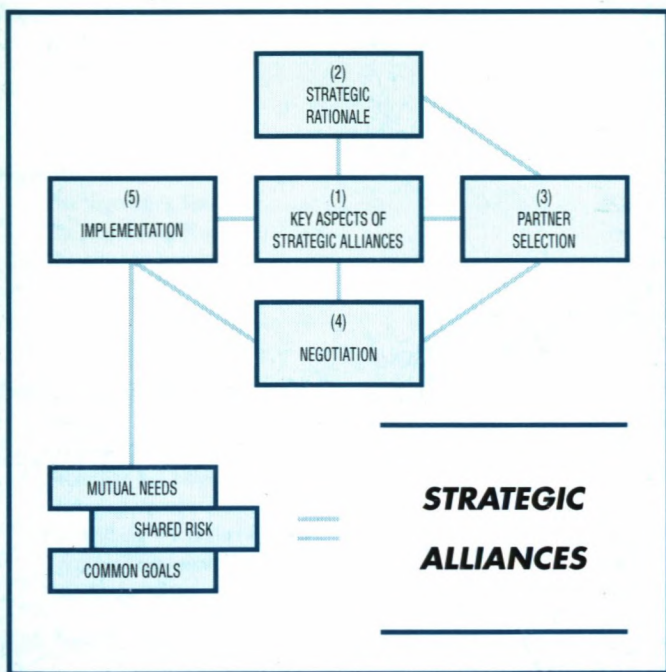 (2)
STRATEGIC
RATIONALE
(5)
IMPLEMENTATION
(1)
KEY ASPECTS OF
STRATEGIC ALLIANCES
(3)
PARTNER
SELECTION
(4)
NEGOTIATION
MUTUAL NEEDS
SHARED RISK
COMMON GOALS
=
STRATEGIC
ALLIANCES